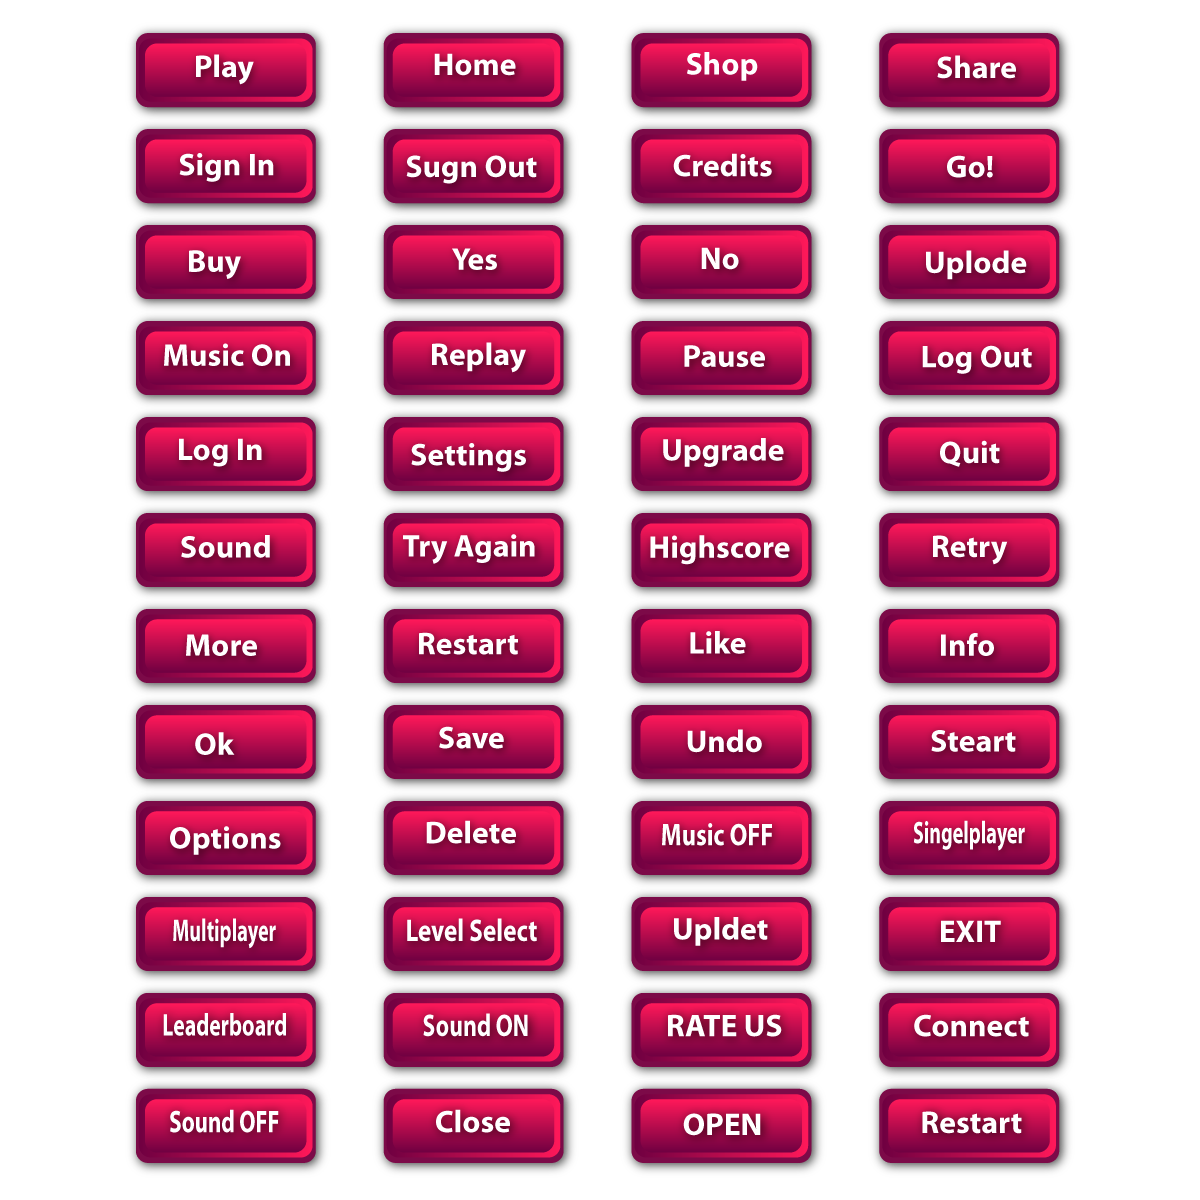 Play
Home
Shop
Share
Sign In
Sugn Out
Credits
Go!
Buy
Yes
No
Uplode
Music On
Replay
Pause
Log Out
Log In
Settings
Upgrade
Quit
Sound
Try Again
Highscore
Retry
More
Restart
Like
Info
Ok
Save
Undo
Steart
Options
Delete
Music OFF
Singelplayer
Multiplayer
Level Select
Upldet
EXIT
Leaderboard
Sound ON
RATE US
Connect
Sound OFF
Close
OPEN
Restart